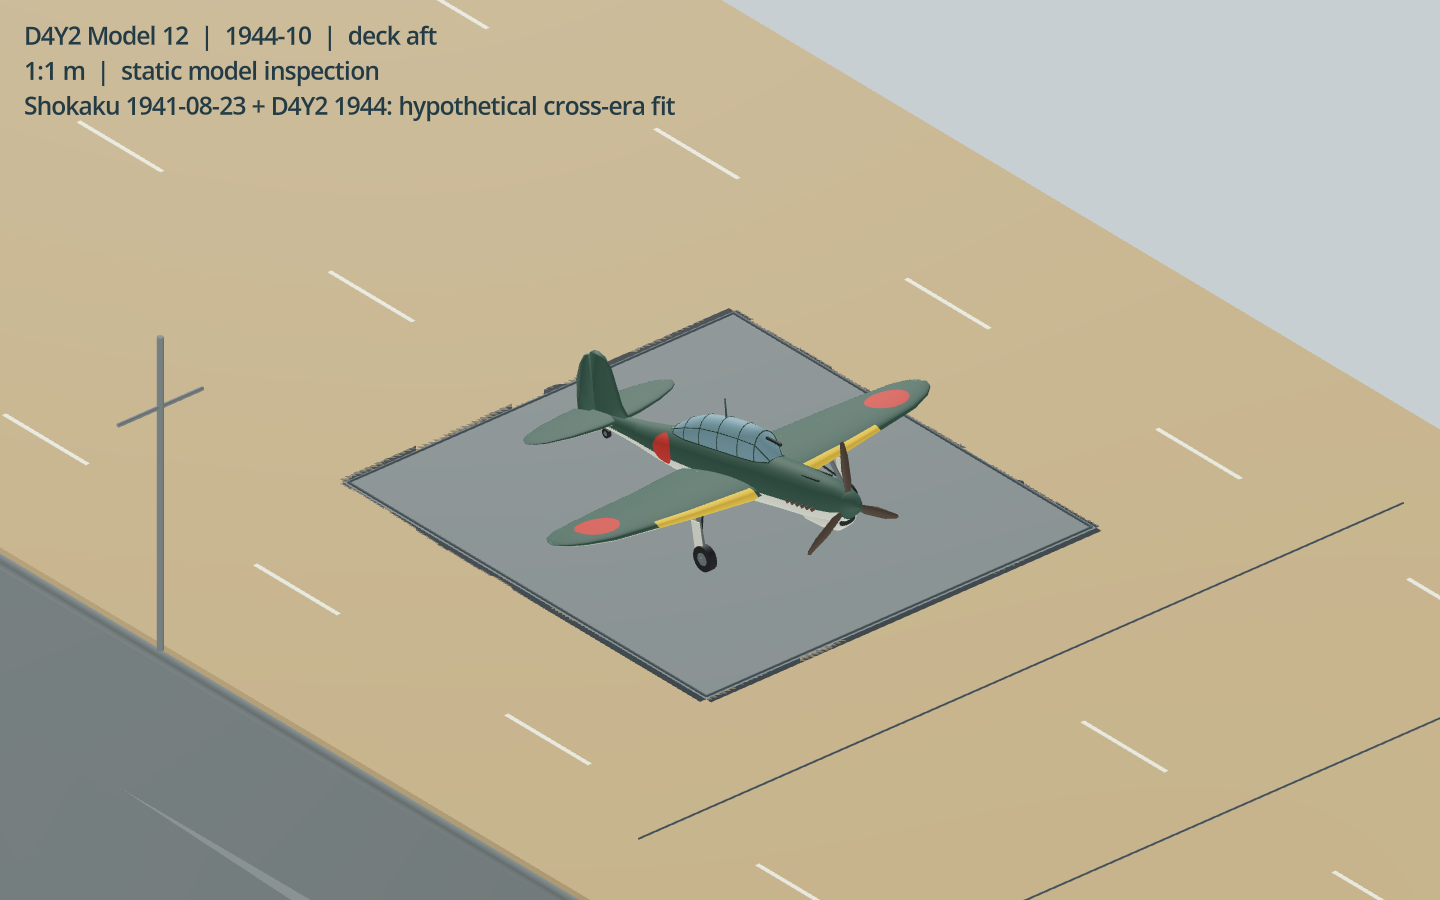 D4Y2 Model 12 | 1944-10 | deck aft
1:1 m | static model inspection
Shokaku 1941-08-23 + D4Y2 1944: hypothetical cross-era fit